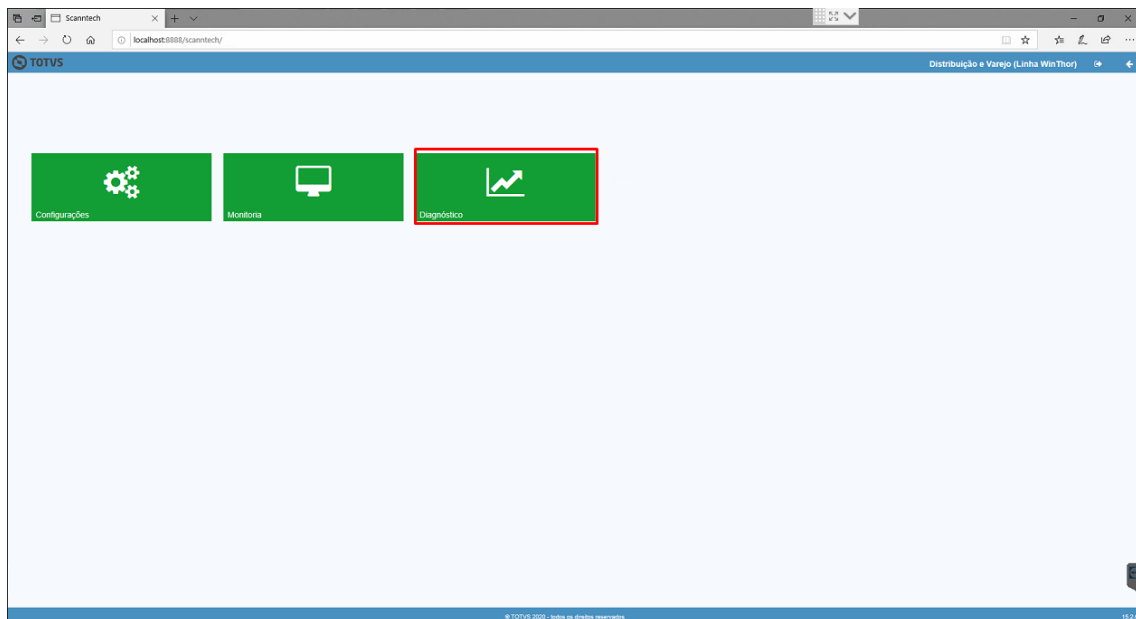 Scanntech
localhost:8888/scanntech/
TOTVS
Distribuição e Varejo (Linha WinThor)
Configurações
Monitoria
Diagnóstico
© TOTVS 2020 - todos os direitos reservados